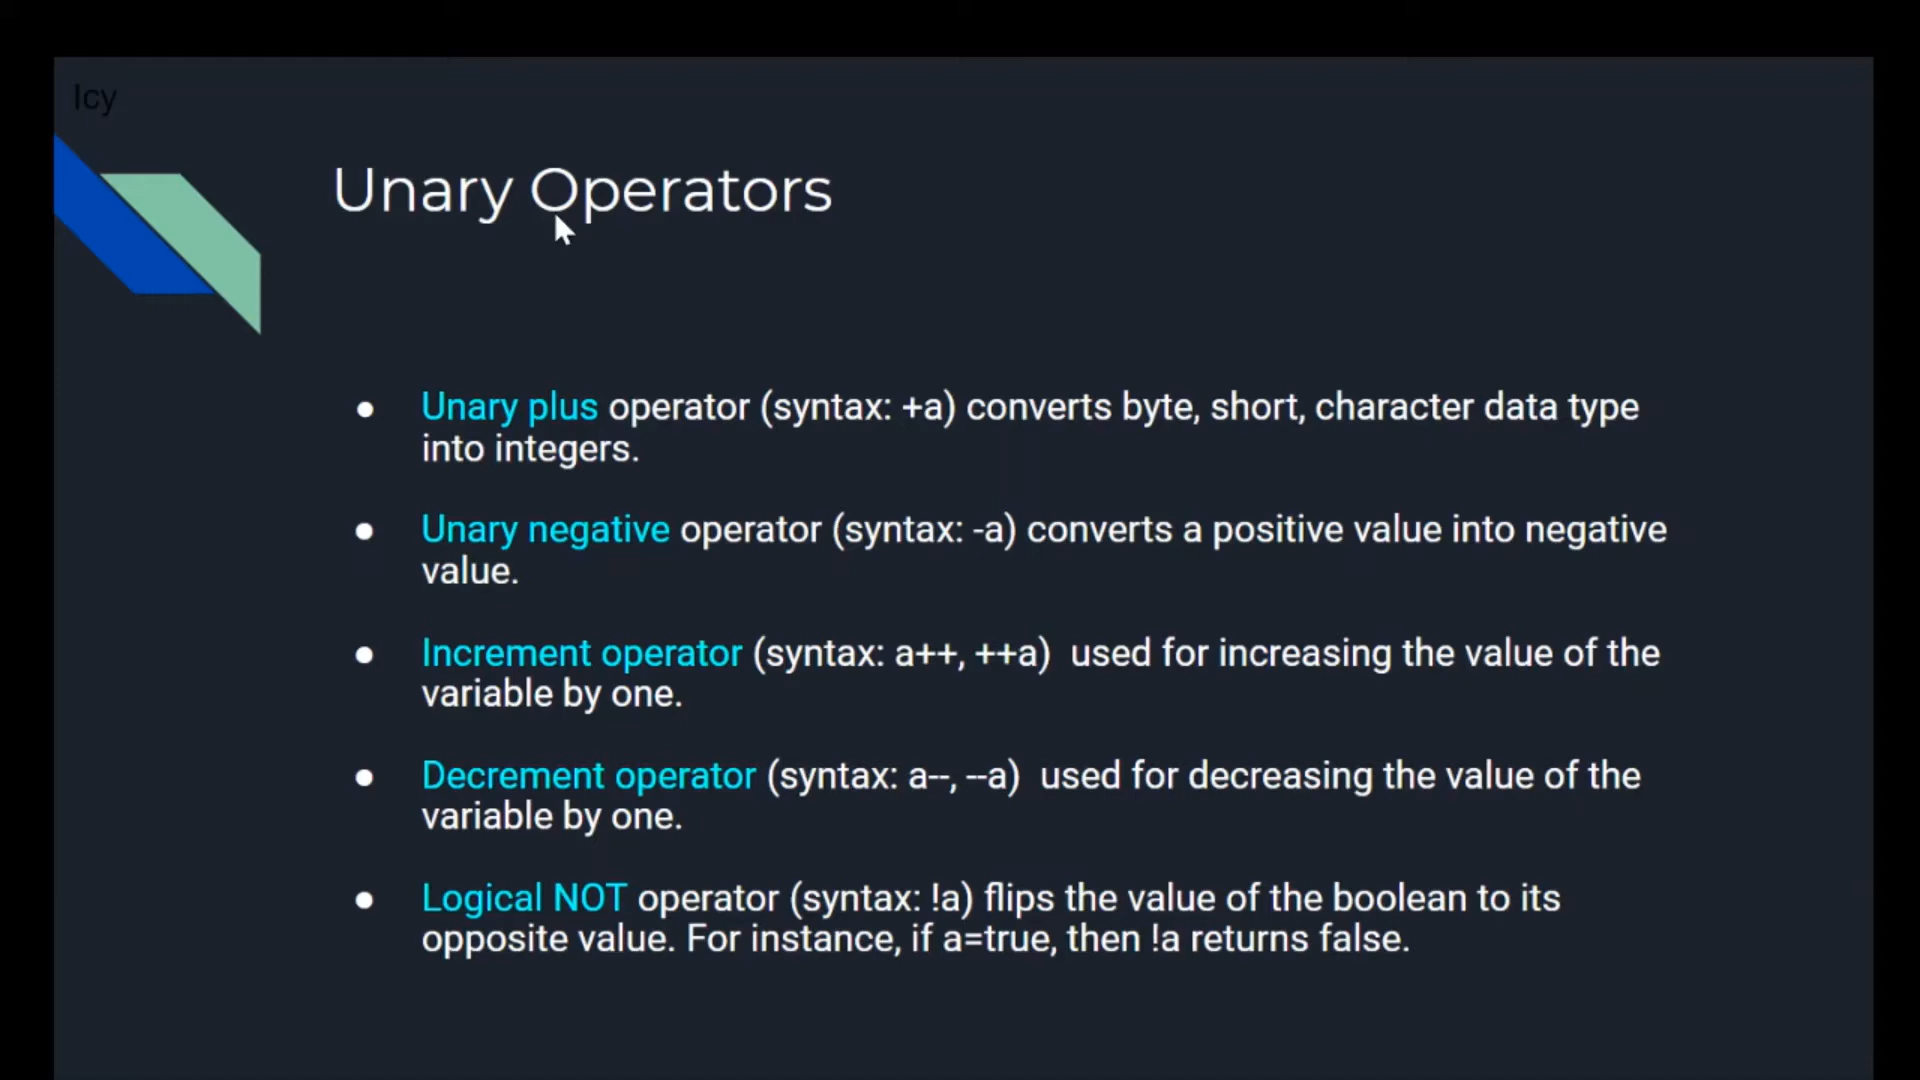 Icy
Unary Operators
● Unary plus operator (syntax: +a) converts byte, short, character data type
into integers.
● Unary negative operator (syntax: -a) converts a positive value into negative
value.
● Increment operator (syntax: a++, ++a)  used for increasing the value of the
variable by one.
● Decrement operator (syntax: a--, --a)  used for decreasing the value of the
variable by one.
● Logical NOT operator (syntax: !a) flips the value of the boolean to its
opposite value. For instance, if a=true, then !a returns false.